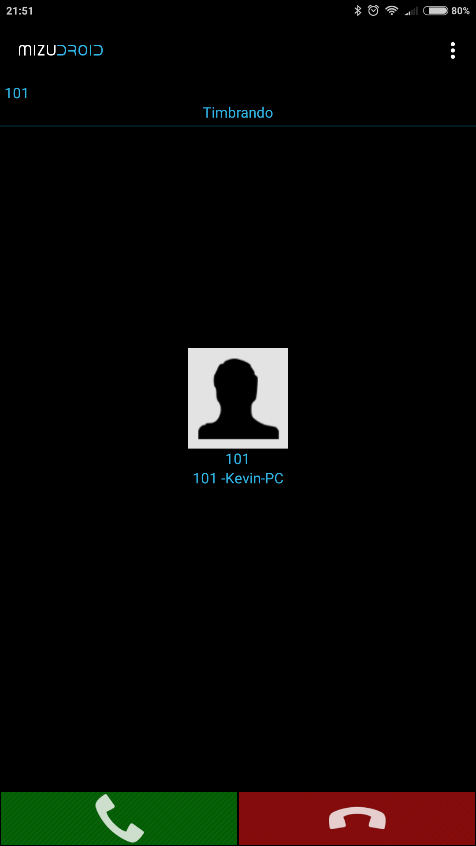 21:51
80%
MIZUDROID
101
Timbrando
101
101 -Kevin-PC